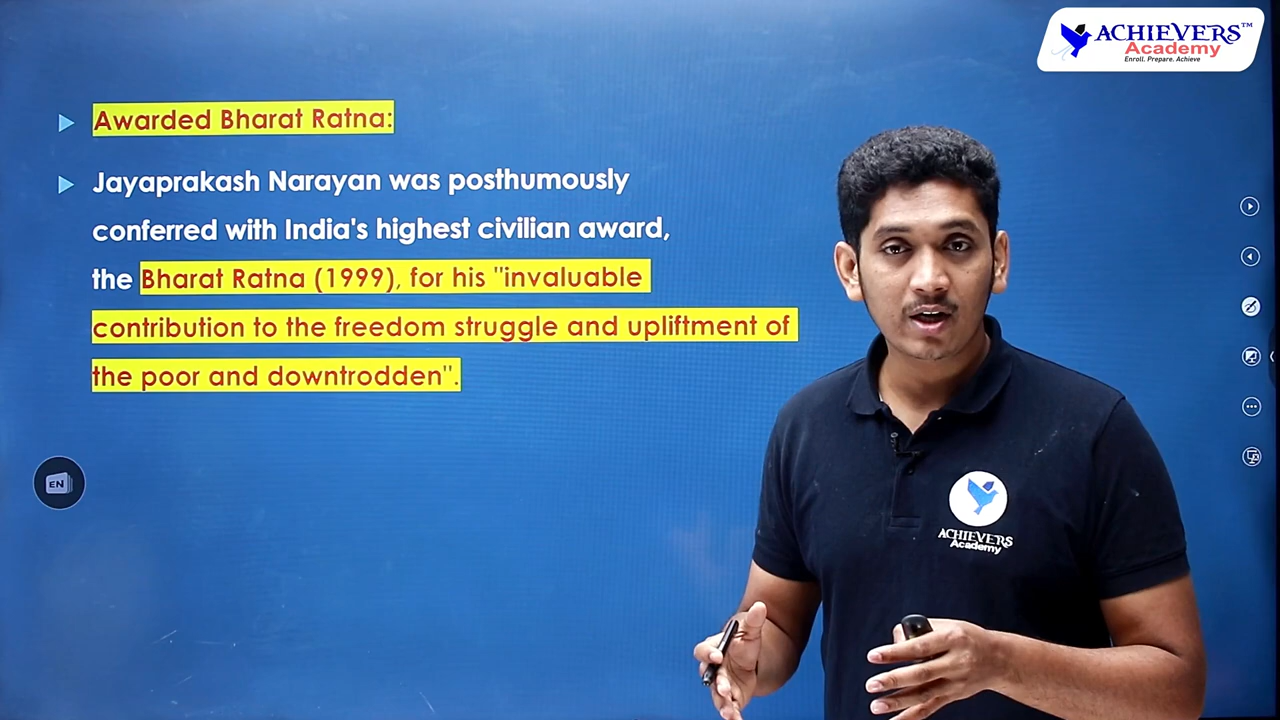 ACHIEVERS™
Academy
Enroll. Prepare. Achieve
Awarded Bharat Ratna:
Jayaprakash Narayan was posthumously
conferred with India's highest civilian award,
the Bharat Ratna (1999), for his "invaluable
contribution to the freedom struggle and upliftment of
the poor and downtrodden".
EN
ACHIEVERS
Academy